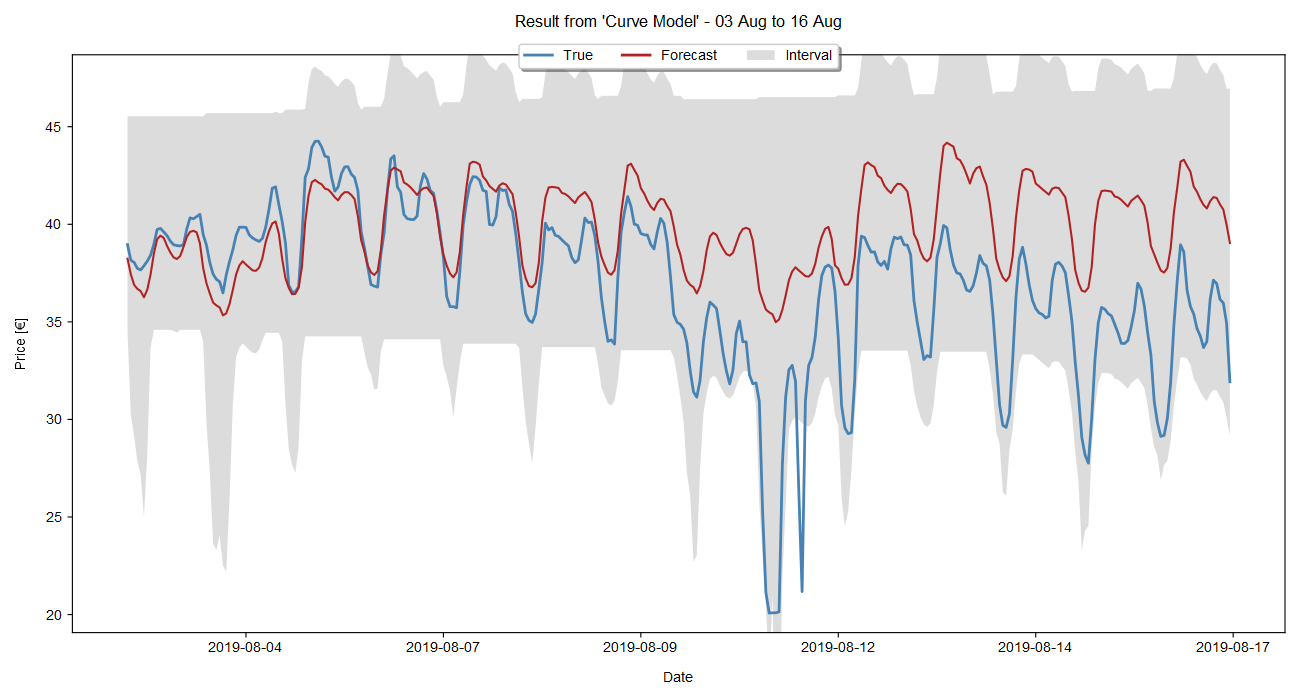 Result from 'Curve Model' - 03 Aug to 16 Aug
True Forecast Interval
45
40
35
30
25
20
Price [€]
2019-08-04 2019-08-07 2019-08-09 2019-08-12 2019-08-14 2019-08-17
Date